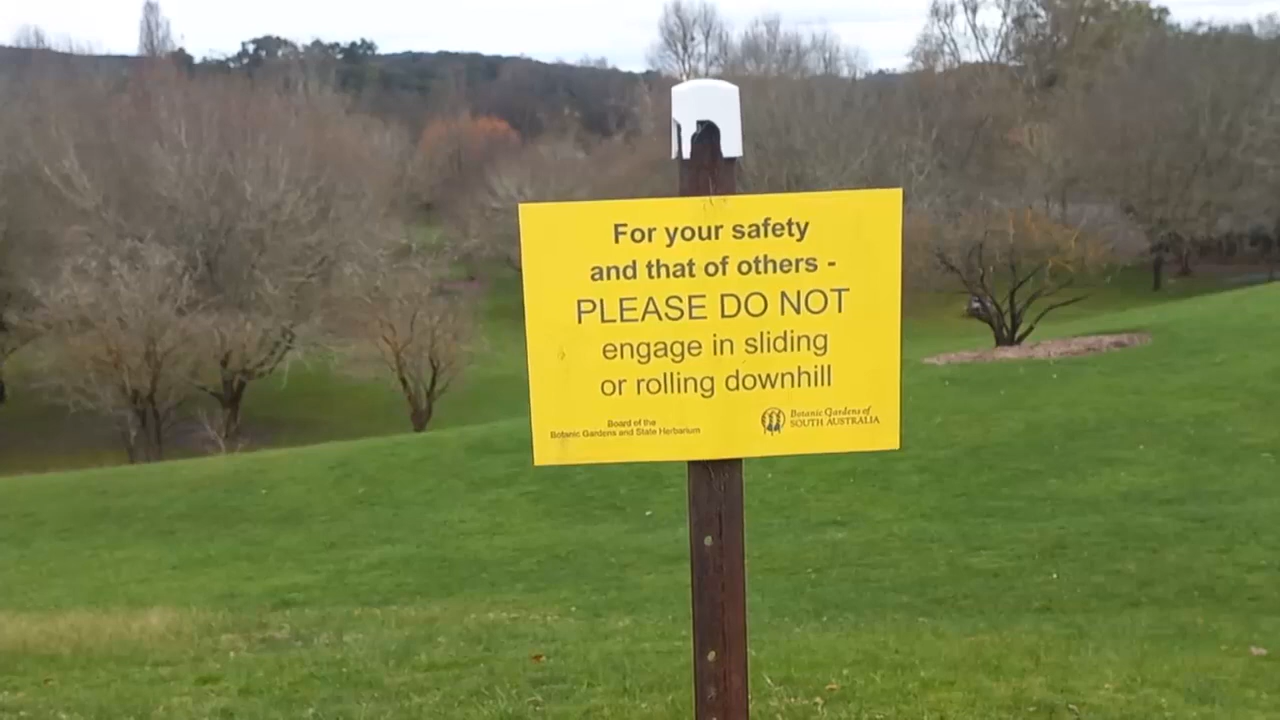 For your safety
and that of others -
PLEASE DO NOT
engage in sliding
or rolling downhill
Board of the
Botanic Gardens and State Herbarium
Botanic Gardens of
SOUTH AUSTRALIA